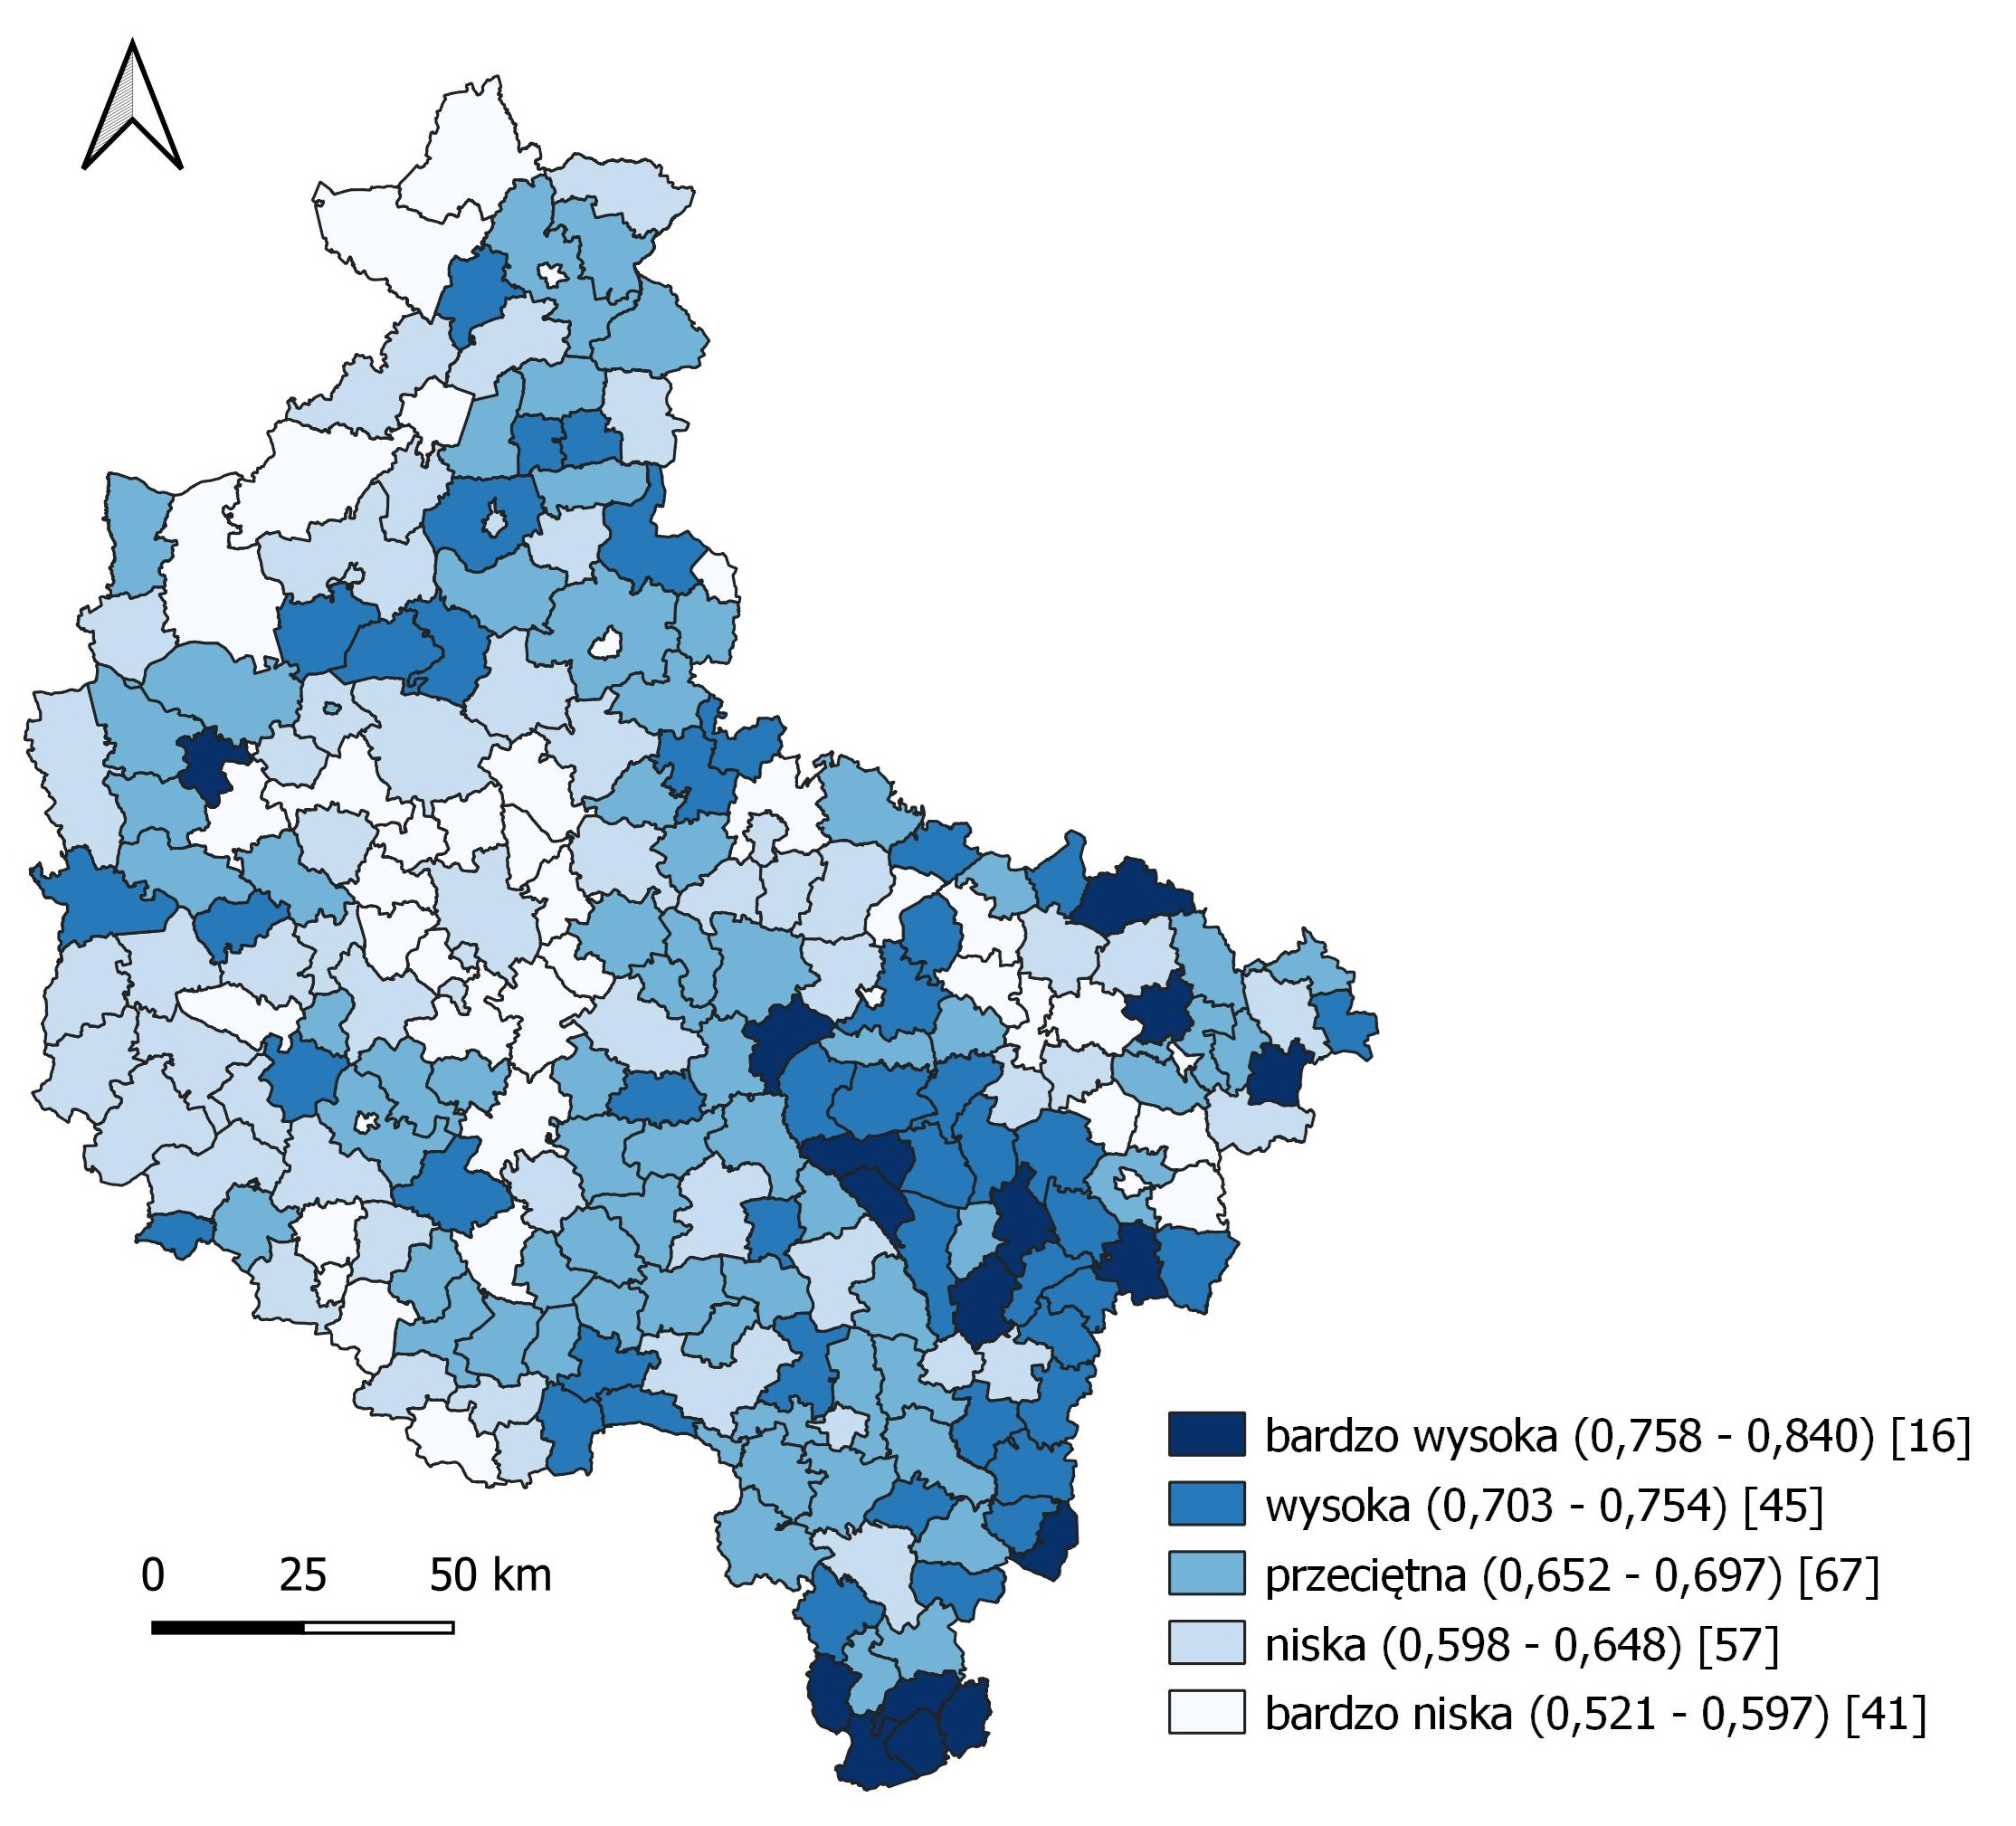 bardzo wysoka (0,758 - 0,840) [16]
wysoka (0,703 - 0,754) [45]
przeciętna (0,652 - 0,697) [67]
niska (0,598 - 0,648) [57]
bardzo niska (0,521 - 0,597) [41]
0 25 50 km